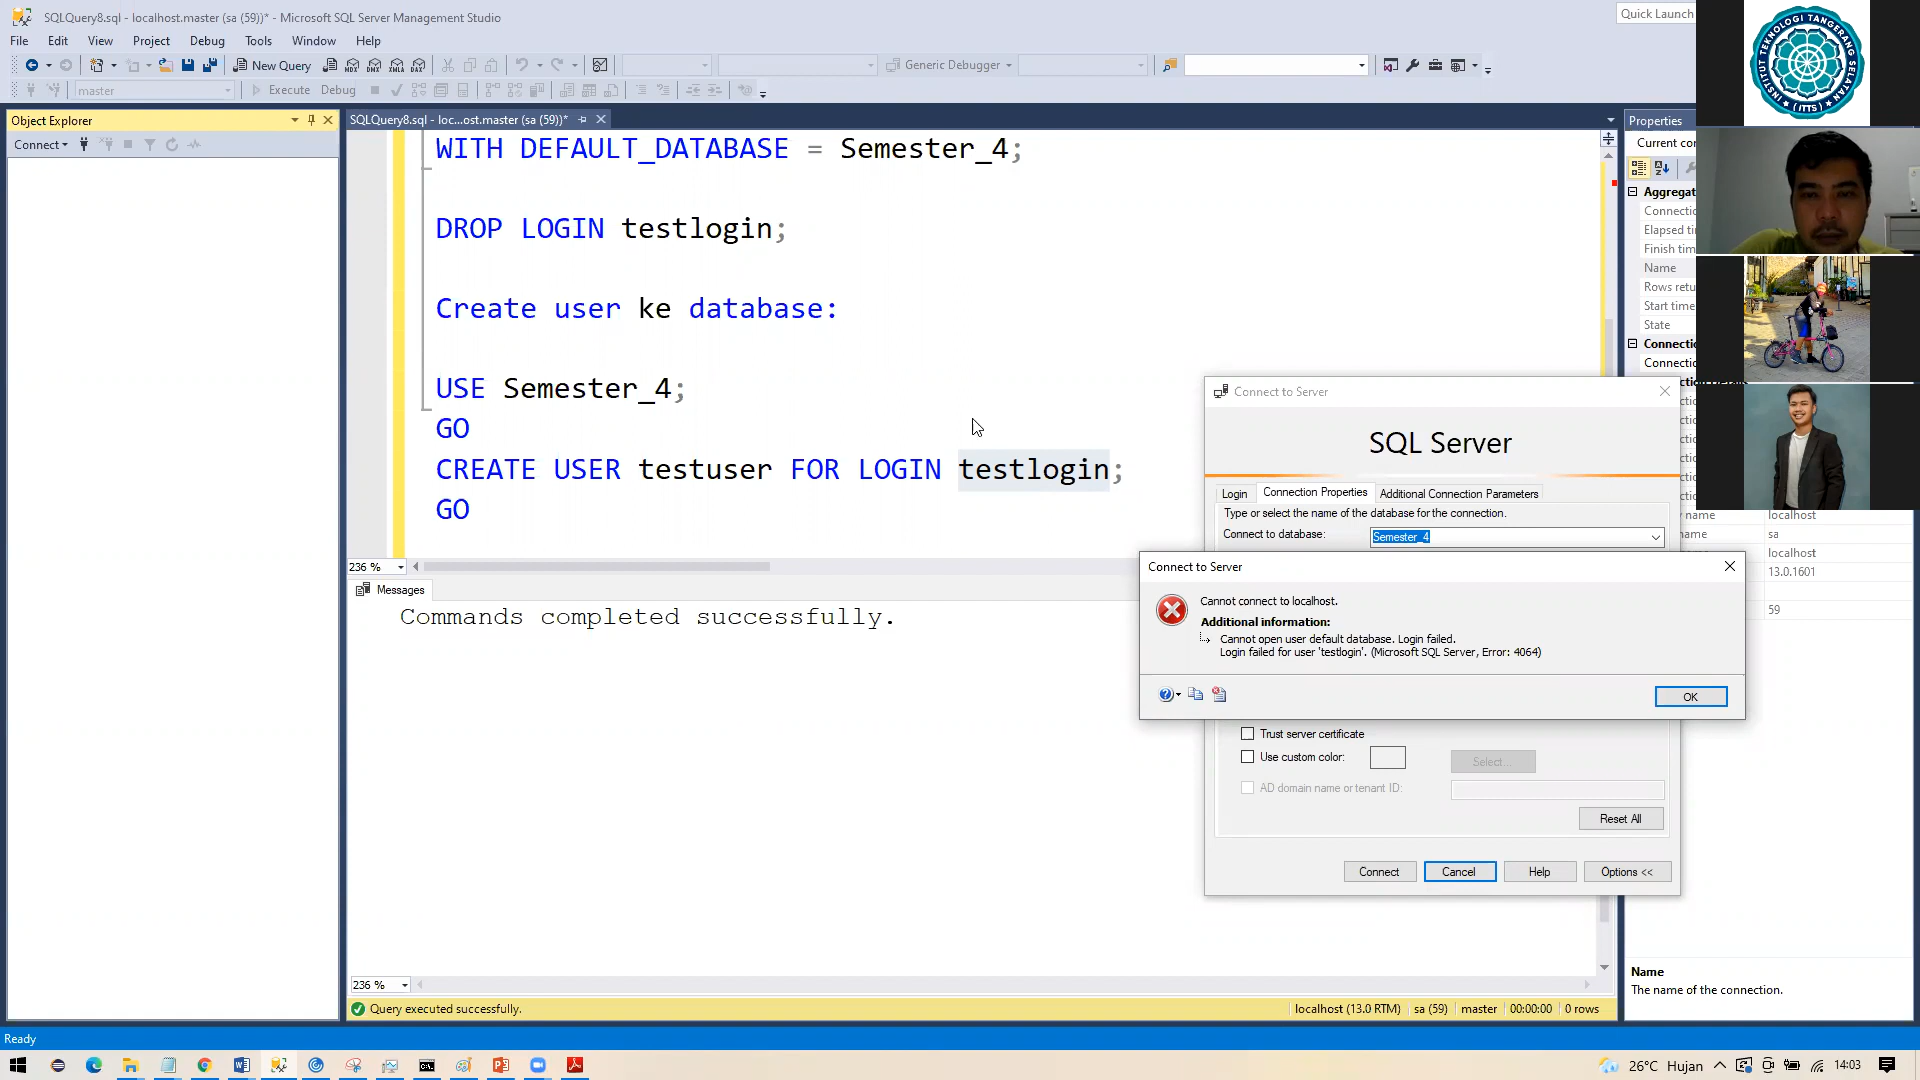 SQLQuery8.sql - localhost.master (sa (59))* - Microsoft SQL Server Management Studio
Quick Launch
File Edit View Project Debug Tools Window Help
New Query
Generic Debugger
master
Execute Debug
Object Explorer
Connect
SQLQuery8.sql - loc...ost.master (sa (59))*
WITH DEFAULT_DATABASE = Semester_4;
DROP LOGIN testlogin;
Create user ke database:
USE Semester_4;
GO
CREATE USER testuser FOR LOGIN testlogin;
GO
236 %
Messages
Commands completed successfully.
236 %
Query executed successfully.
localhost (13.0 RTM) sa (59) master 00:00:00 0 rows
Connect to Server
SQL Server
Login Connection Properties Additional Connection Parameters
Type or select the name of the database for the connection.
Connect to database: Semester_4
Connect to Server
Cannot connect to localhost.
Additional information:
Cannot open user default database. Login failed.
Login failed for user 'testlogin'. (Microsoft SQL Server, Error: 4064)
OK
Trust server certificate
Use custom color:
Select...
AD domain name or tenant ID:
Reset All
Connect Cancel Help Options <<
Properties
Current con
Aggregat
Connectio
Elapsed tim
Finish time
Name
Rows retu
Start time
State
Connectio
Connectio
name localhost
name sa
localhost
13.0.1601
59
Name
The name of the connection.
INSTITUT TEKNOLOGI TANGERANG SELATAN
( ITTS )
Ready
26°C Hujan
14:03